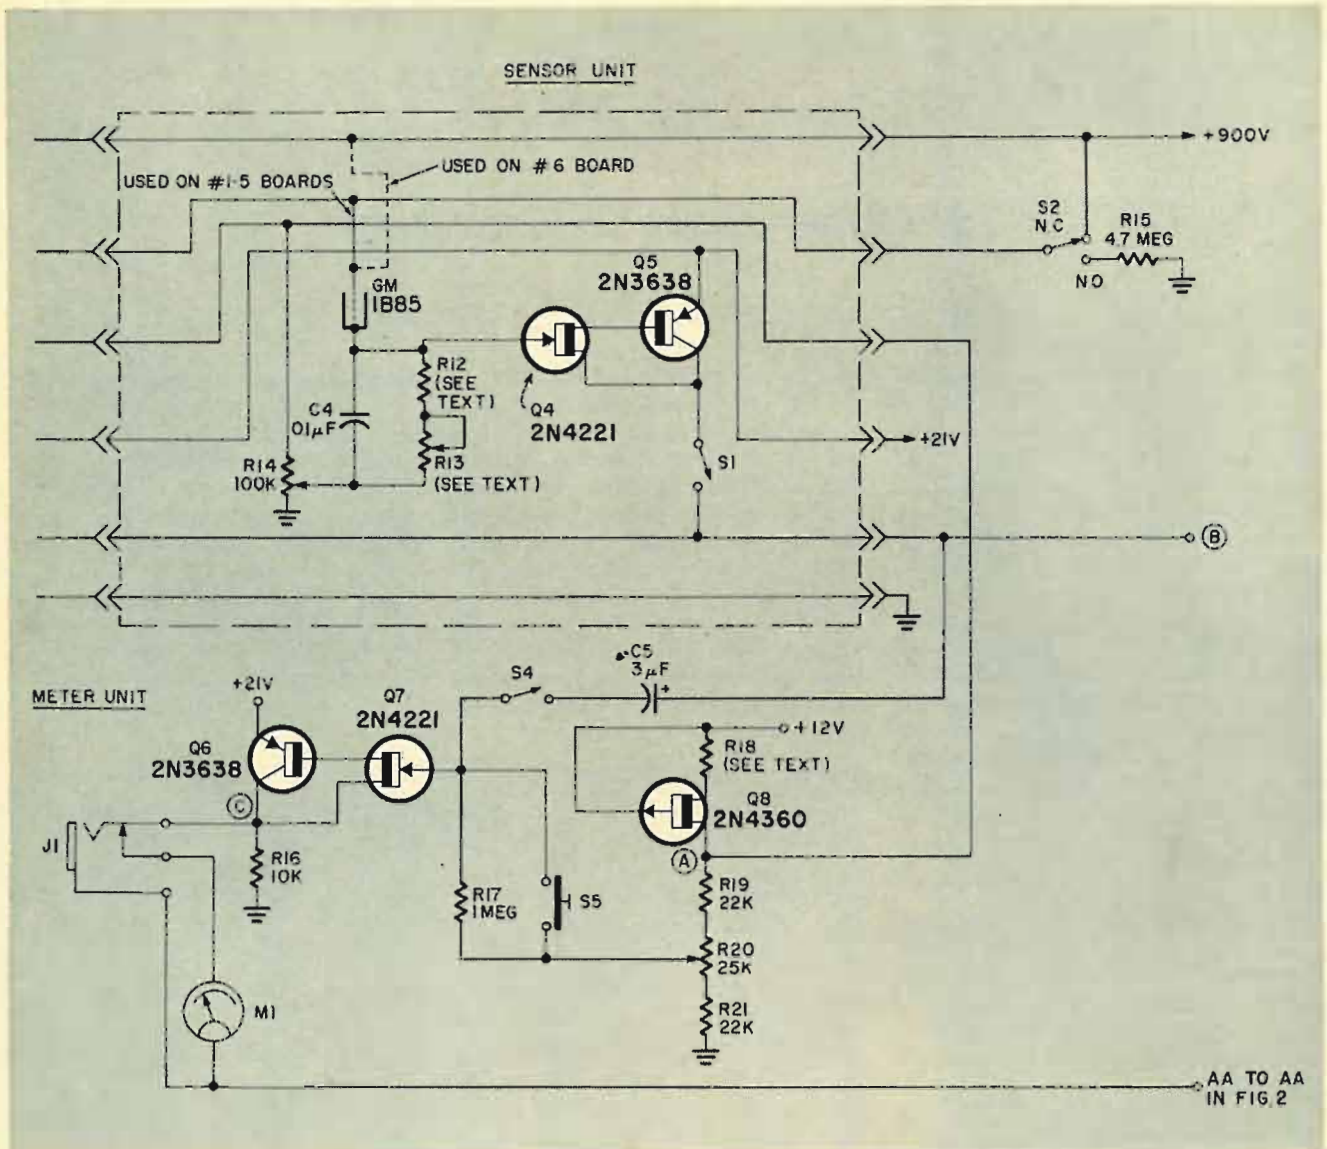 SENSOR UNIT
+900V
USED ON #6 BOARD
USED ON #1-5 BOARDS
S2
NC
R15
4.7 MEG
NO
GM
1B85
Q5
2N3638
R12
(SEE
TEXT)
Q4
2N4221
C4
.01µF
R13
(SEE TEXT)
R14
100K
S1
+21V
B
METER UNIT
+21V
Q6
2N3638
Q7
2N4221
S4
C5
3µF
+
+12V
R18
(SEE TEXT)
Q8
2N4360
C
A
J1
R16
10K
R17
1 MEG
S5
R19
22K
R20
25K
R21
22K
M1
AA TO AA
IN FIG. 2